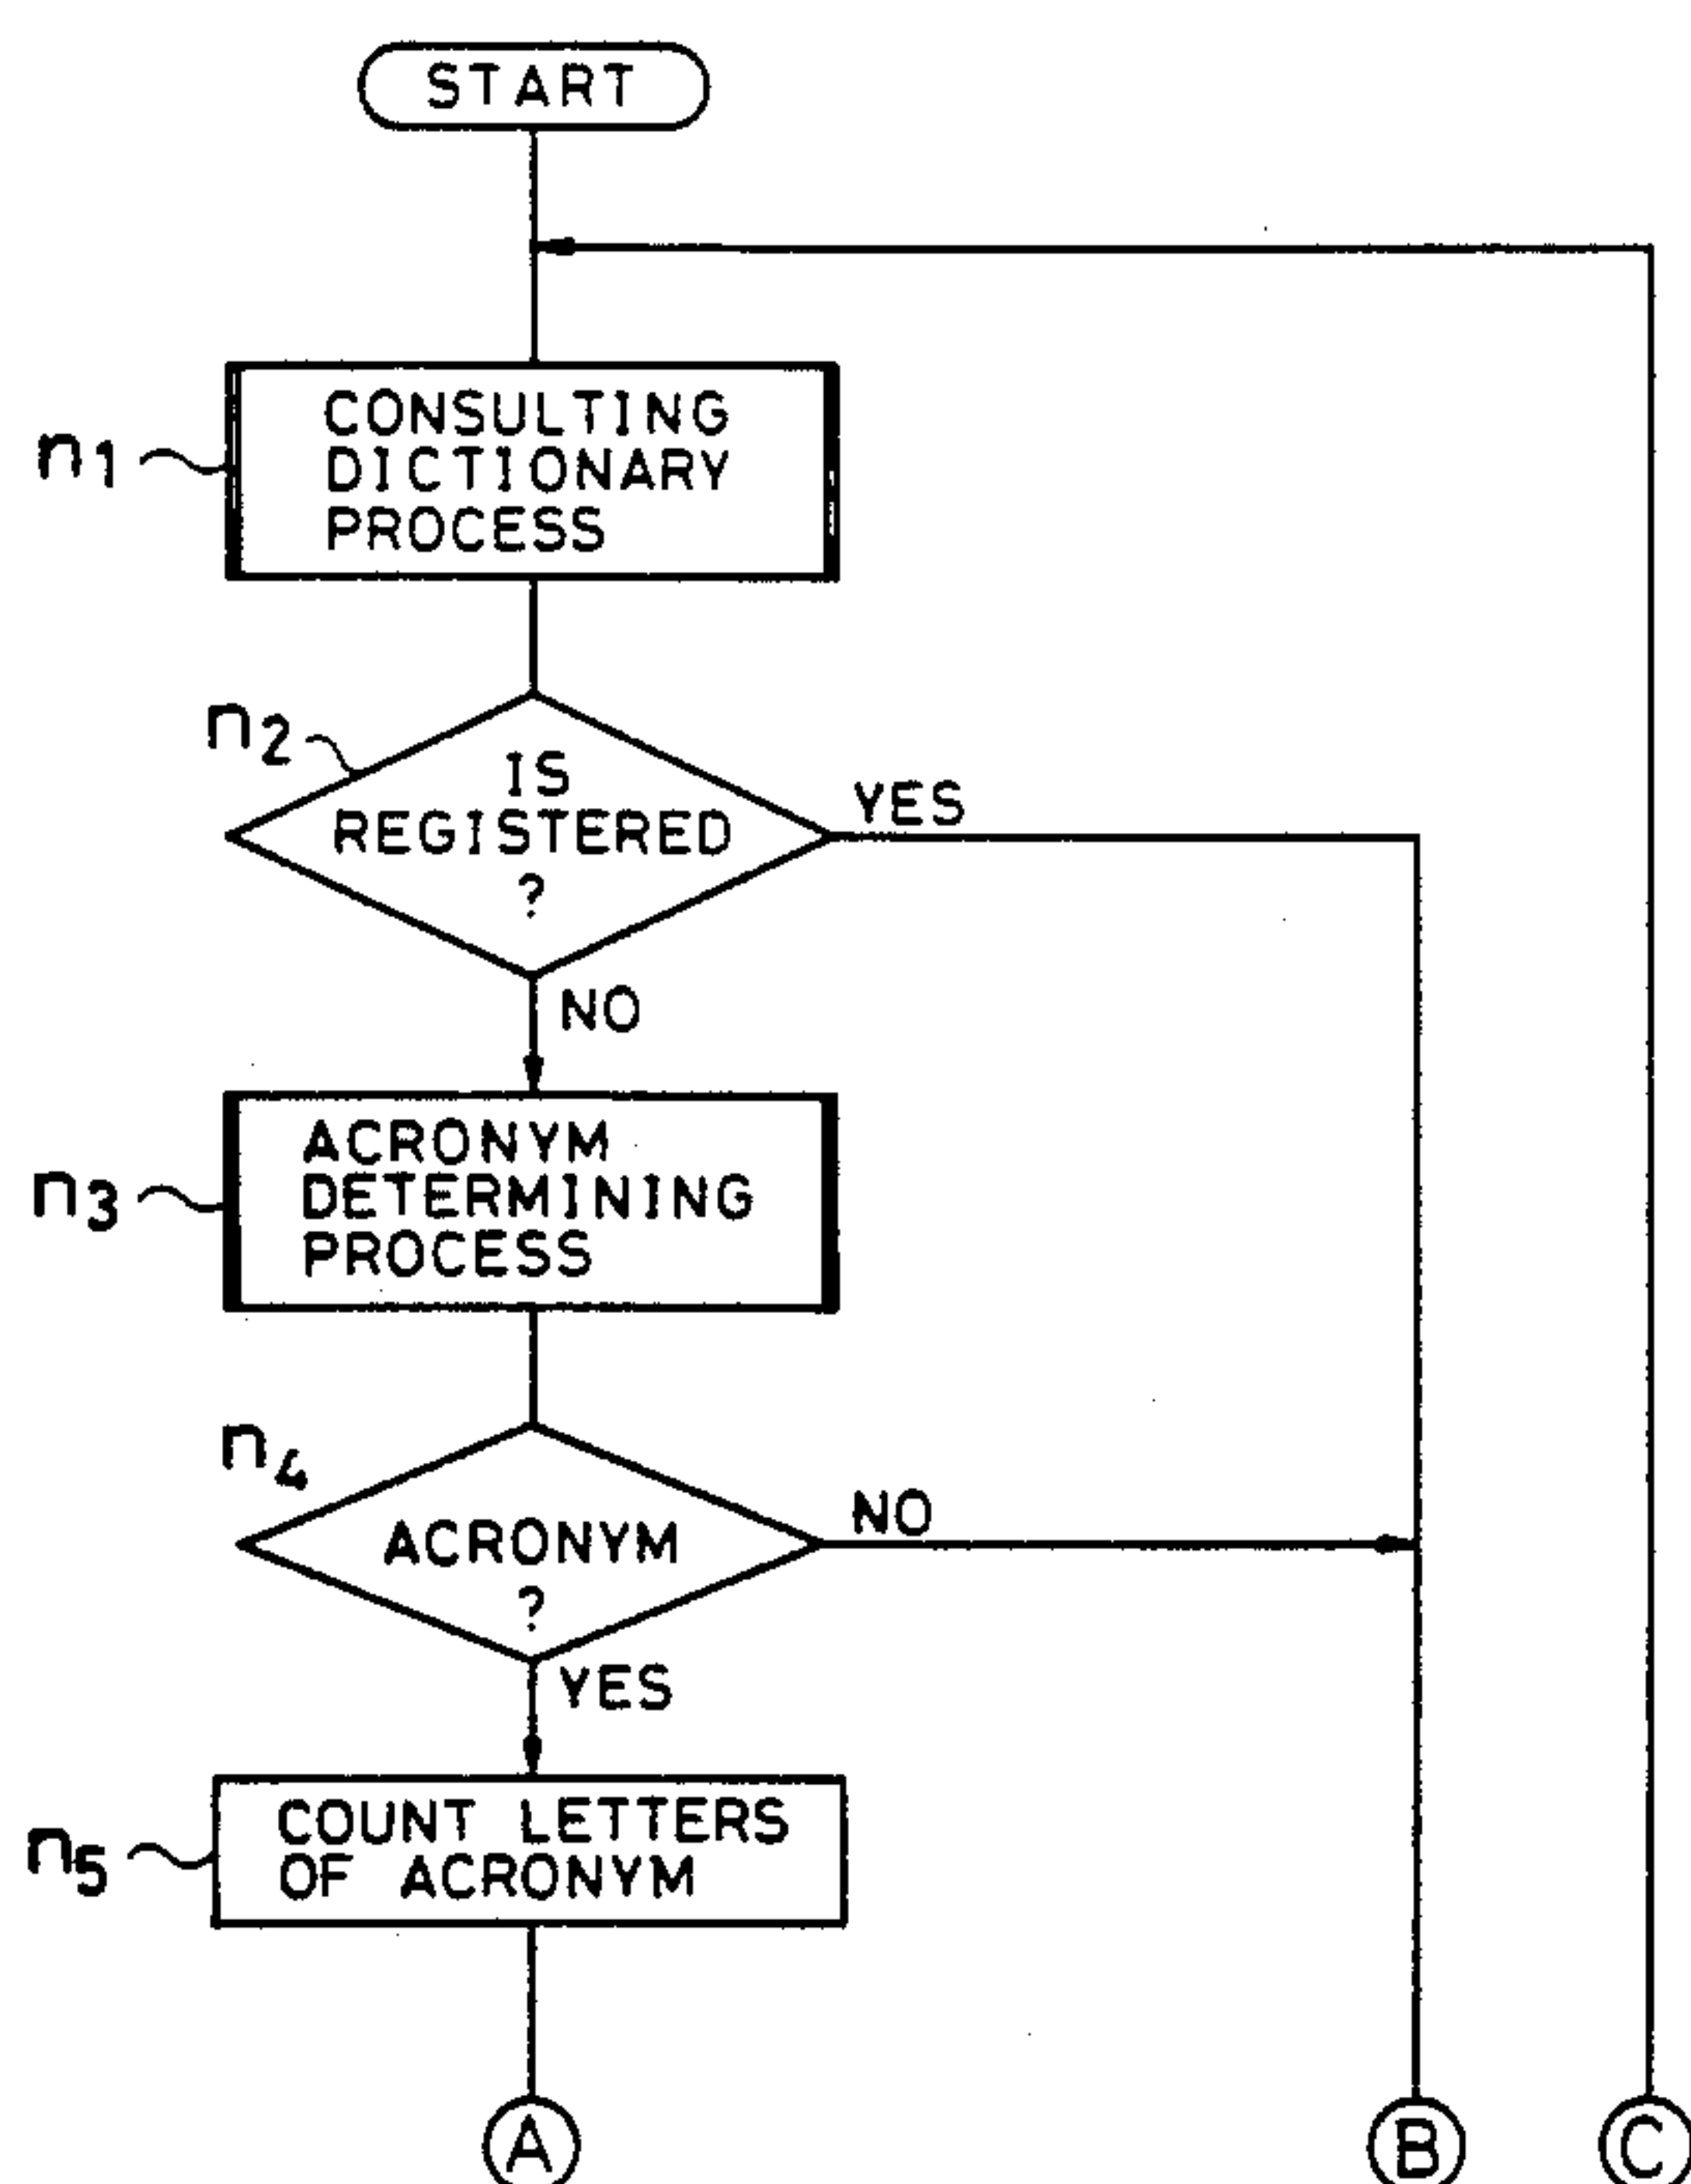 START
n1
CONSULTING
DICTIONARY
PROCESS
n2
IS
REGISTERED
?
YES
NO
n3
ACRONYM
DETERMINING
PROCESS
n4
ACRONYM
?
NO
YES
n5
COUNT LETTERS
OF ACRONYM
A
B
C